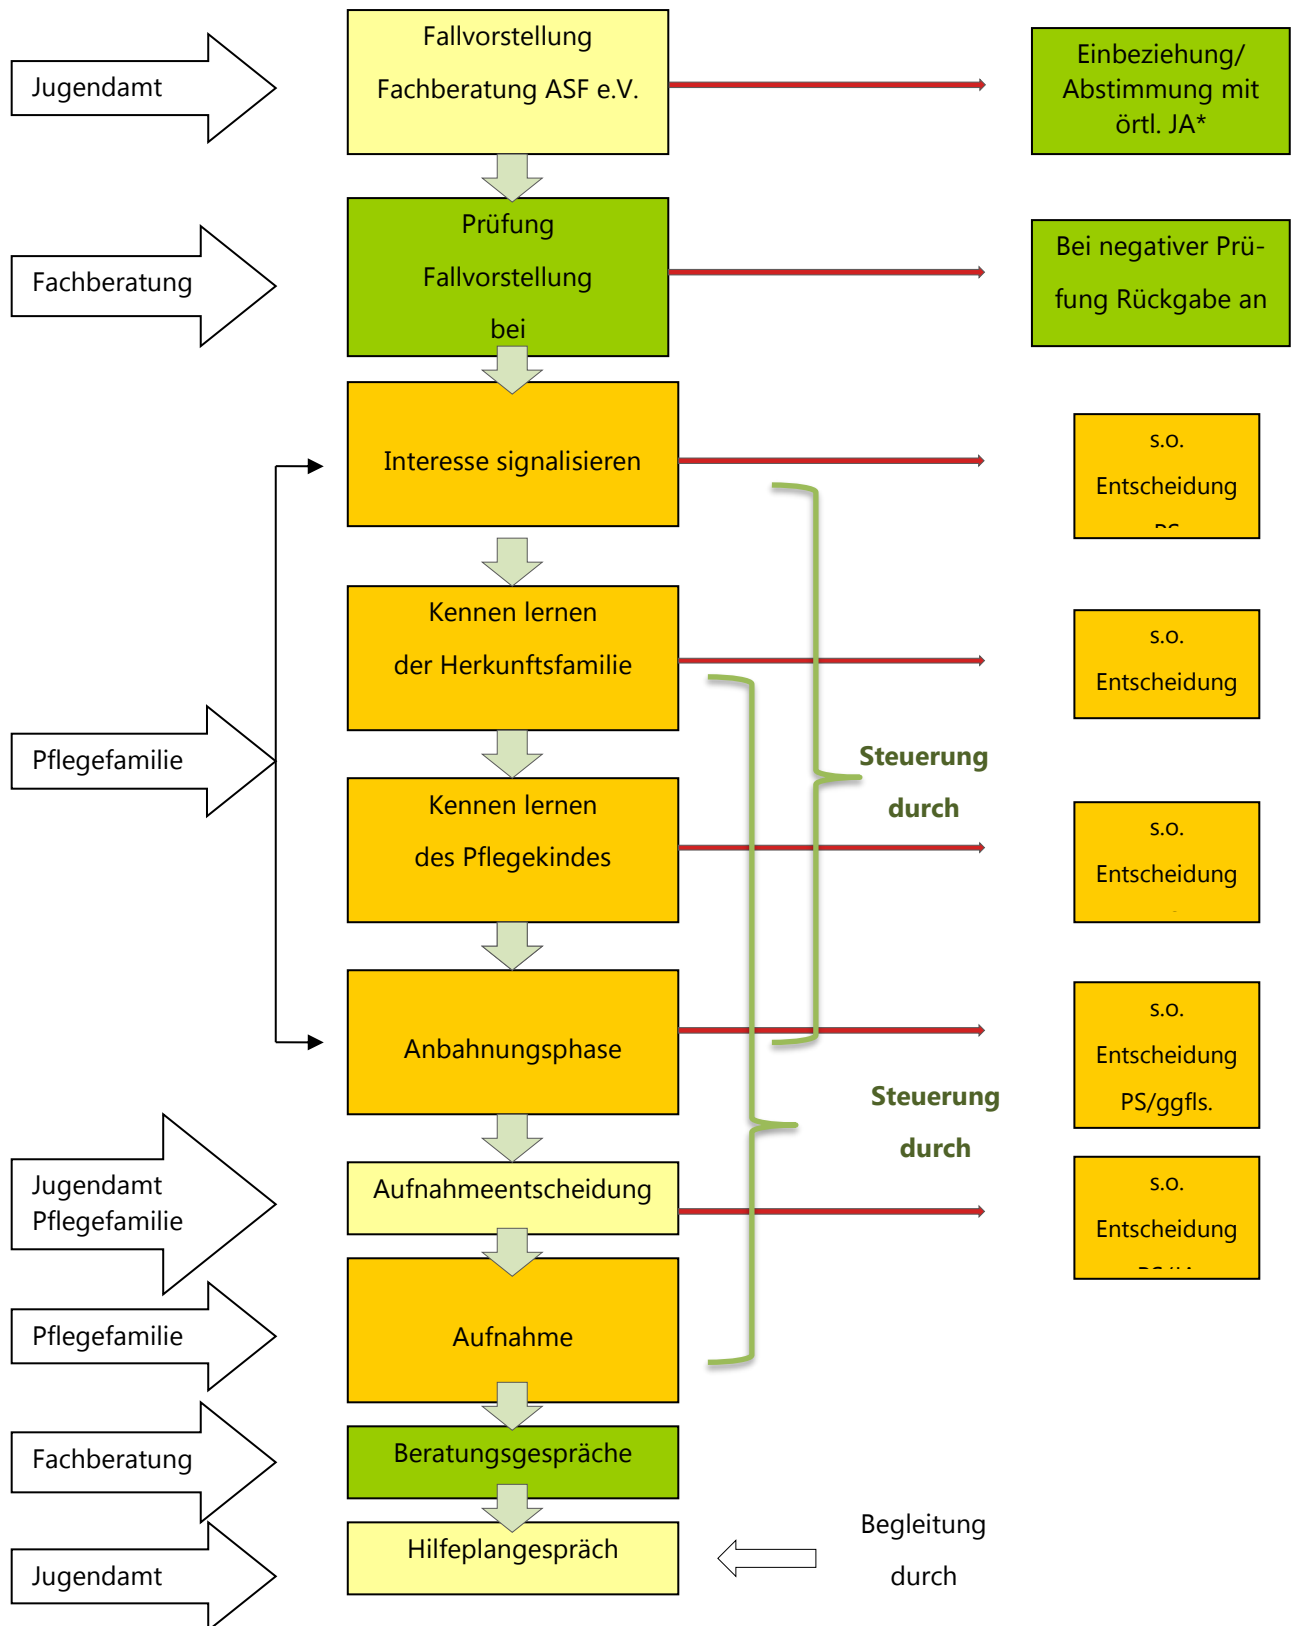 Jugendamt
Fallvorstellung
Fachberatung ASF e.V.
Einbeziehung/
Abstimmung mit
örtl. JA*
Fachberatung
Prüfung
Fallvorstellung
bei
Bei negativer Prü-
fung Rückgabe an
Interesse signalisieren
s.o.
Entscheidung
Kennen lernen
der Herkunftsfamilie
s.o.
Entscheidung
Pflegefamilie
Steuerung
durch
Kennen lernen
des Pflegekindes
s.o.
Entscheidung
Anbahnungsphase
s.o.
Entscheidung
PS/ggfls.
Steuerung
durch
Jugendamt
Pflegefamilie
Aufnahmeentscheidung
s.o.
Entscheidung
Pflegefamilie
Aufnahme
Fachberatung
Beratungsgespräche
Jugendamt
Hilfeplangespräch
Begleitung
durch